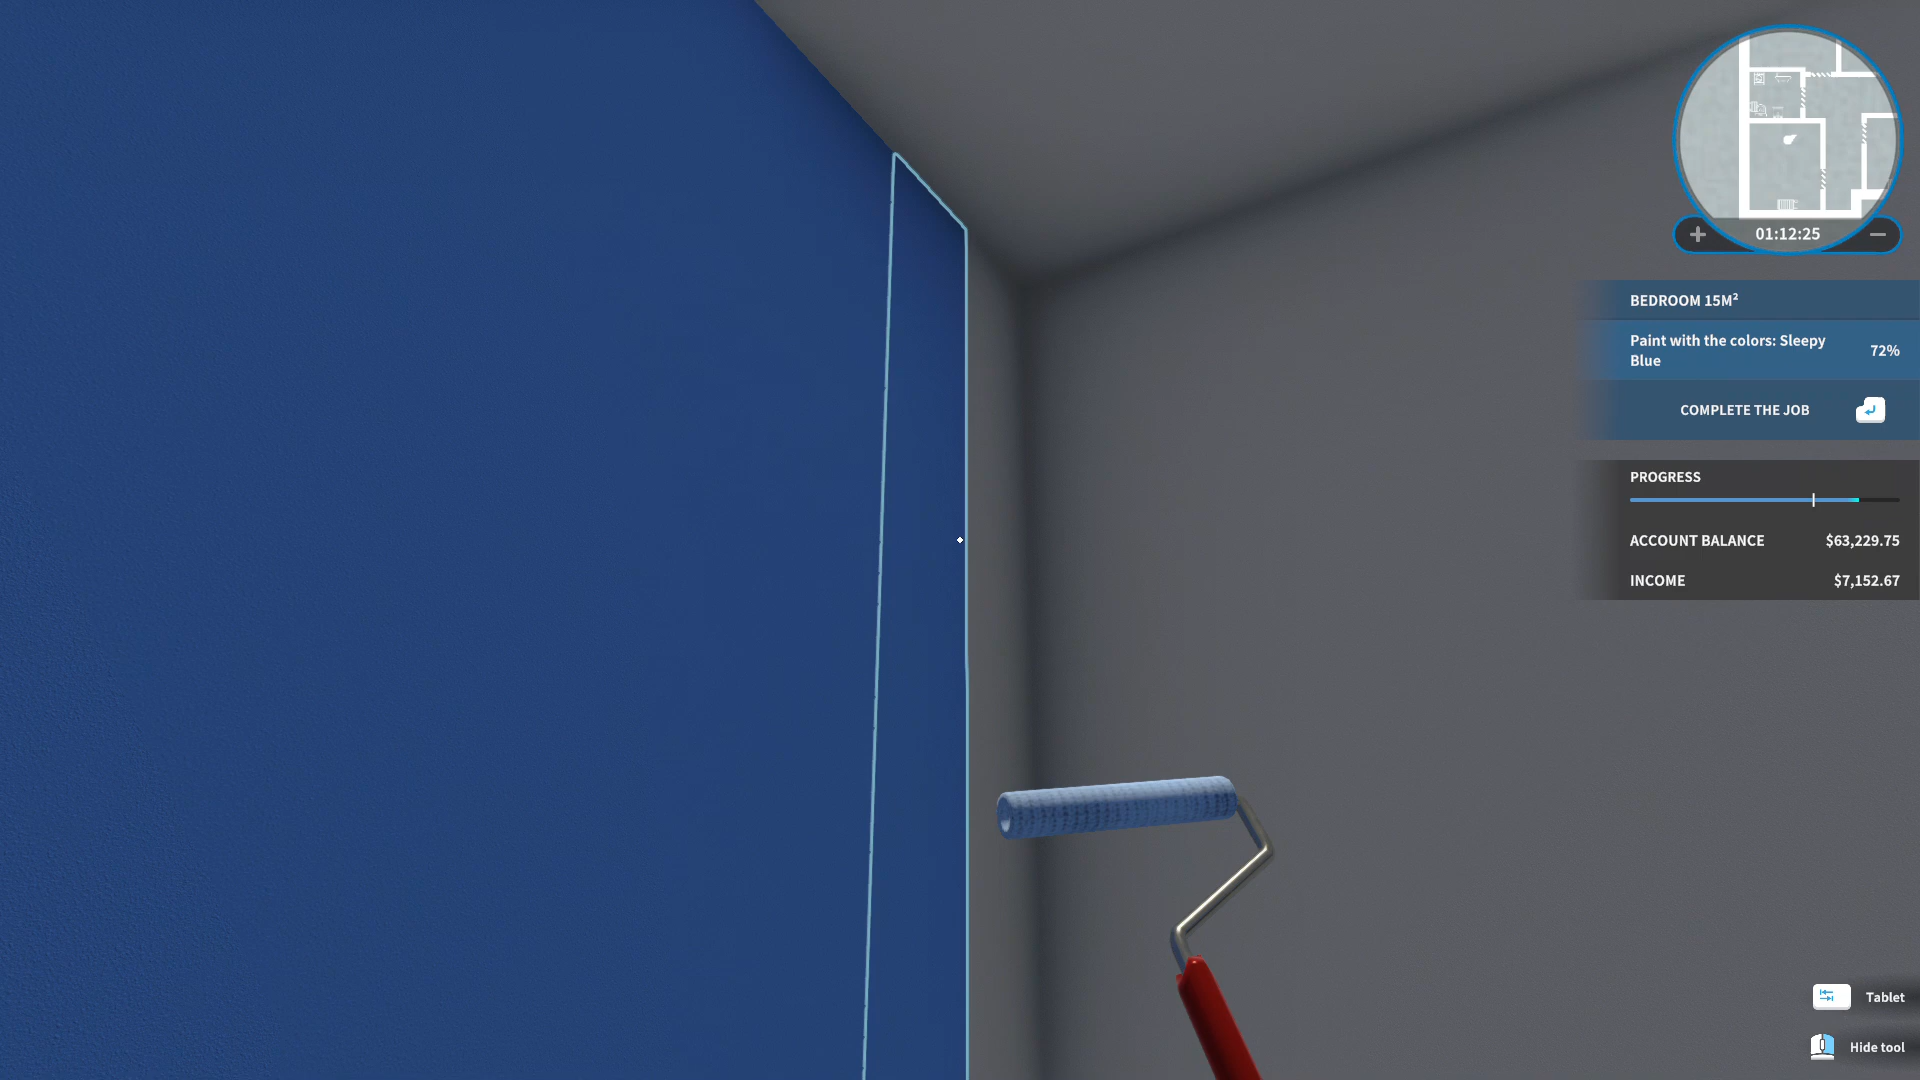 01:12:25
BEDROOM 15M²
Paint with the colors: Sleepy
Blue
72%
COMPLETE THE JOB
PROGRESS
ACCOUNT BALANCE $63,229.75
INCOME $7,152.67
Tablet
Hide tool